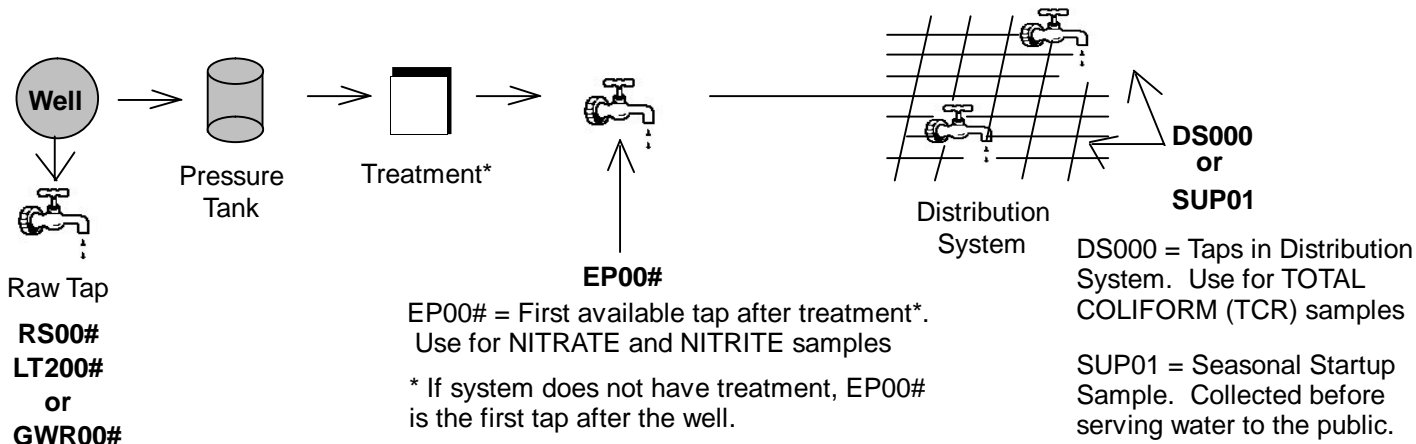 Well
Pressure
Tank
Treatment*
Raw Tap
RS00#
LT200#
or
GWR00#
EP00#
EP00# = First available tap after treatment*.
Use for NITRATE and NITRITE samples
* If system does not have treatment, EP00#
is the first tap after the well.
Distribution
System
DS000
or
SUP01
DS000 = Taps in Distribution
System. Use for TOTAL
COLIFORM (TCR) samples
SUP01 = Seasonal Startup
Sample. Collected before
serving water to the public.